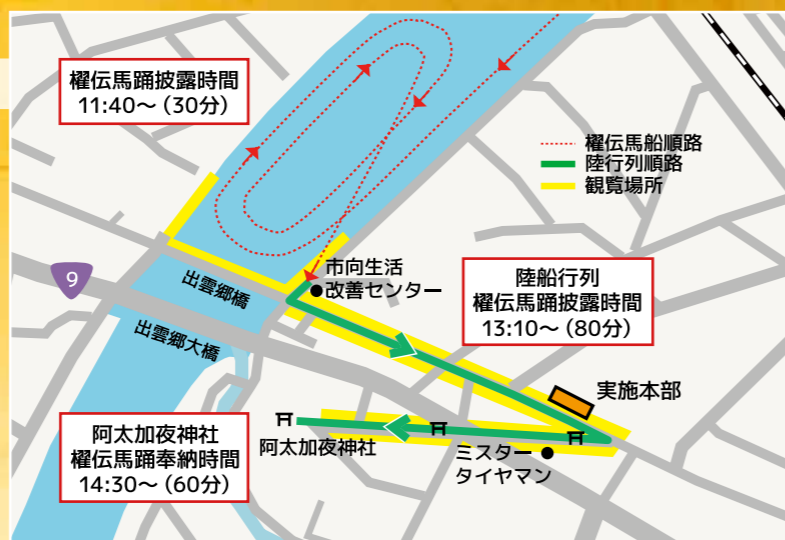 櫂伝馬踊披露時間
11:40～（30分）
櫂伝馬船順路
陸行列順路
観覧場所
9
出雲郷橋
出雲郷大橋
市向生活
改善センター
陸船行列
櫂伝馬踊披露時間
13:10～（80分）
実施本部
阿太加夜神社
ミスター
タイヤマン
阿太加夜神社
櫂伝馬踊奉納時間
14:30～（60分）